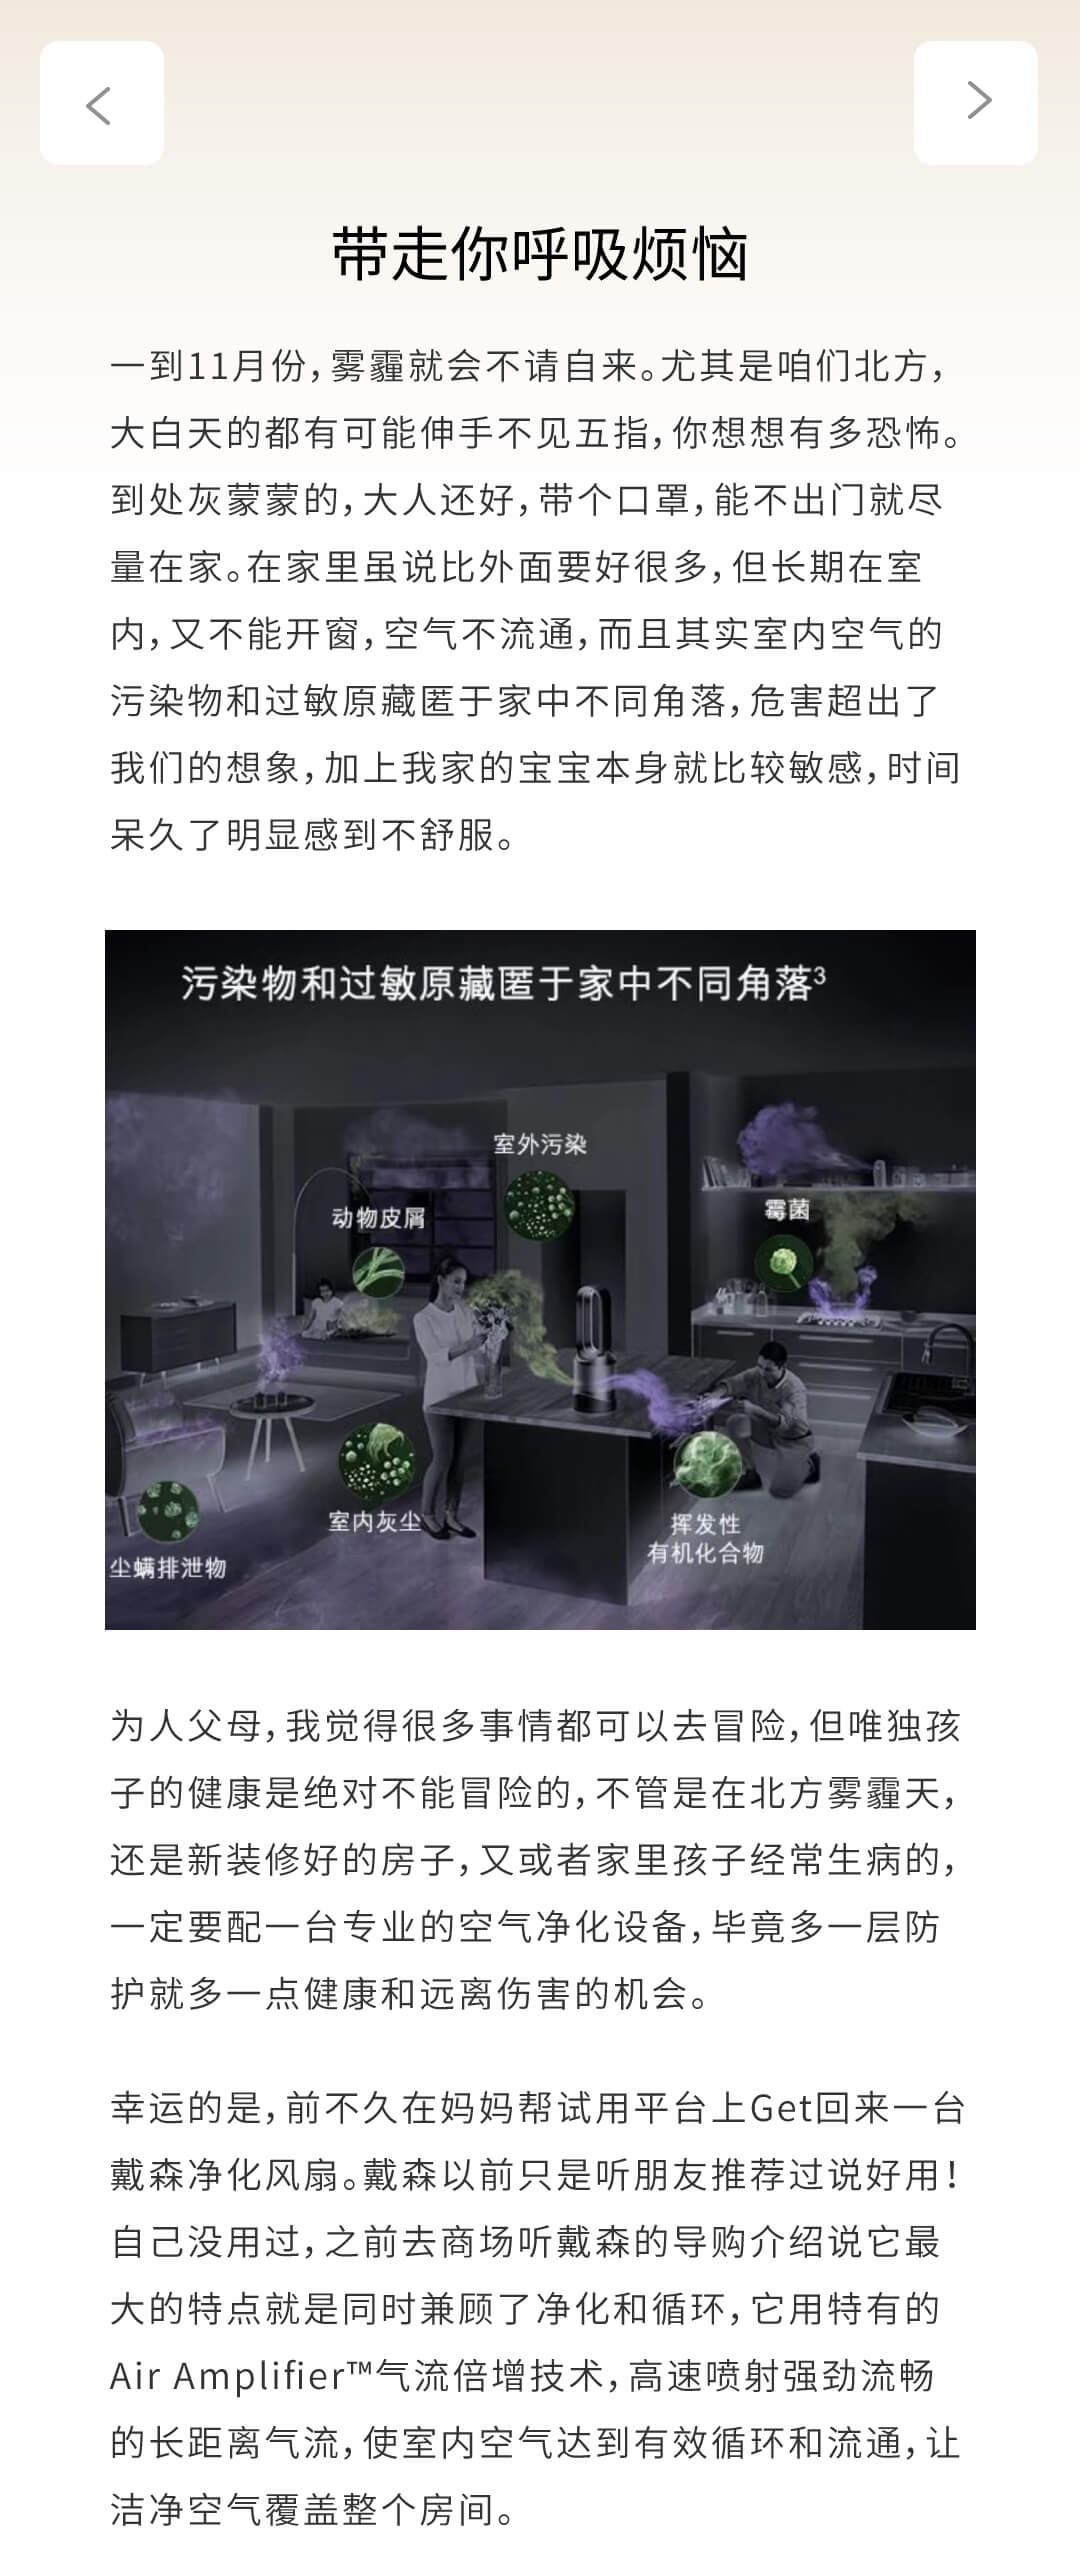 带走你呼吸烦恼
一到11月份，雾霾就会不请自来。尤其是咱们北方，
大白天的都有可能伸手不见五指，你想想有多恐怖。
到处灰蒙蒙的，大人还好，带个口罩，能不出门就尽
量在家。在家里虽说比外面要好很多，但长期在室
内，又不能开窗，空气不流通，而且其实室内空气的
污染物和过敏原藏匿于家中不同角落，危害超出了
我们的想象，加上我家的宝宝本身就比较敏感，时间
呆久了明显感到不舒服。
污染物和过敏原藏匿于家中不同角落3
室外污染
动物皮屑
霉菌
室内灰尘
挥发性
有机化合物
尘螨排泄物
为人父母，我觉得很多事情都可以去冒险，但唯独孩
子的健康是绝对不能冒险的，不管是在北方雾霾天，
还是新装修好的房子，又或者家里孩子经常生病的，
一定要配一台专业的空气净化设备，毕竟多一层防
护就多一点健康和远离伤害的机会。
幸运的是，前不久在妈妈帮试用平台上Get回来一台
戴森净化风扇。戴森以前只是听朋友推荐过说好用！
自己没用过，之前去商场听戴森的导购介绍说它最
大的特点就是同时兼顾了净化和循环，它用特有的
Air Amplifier™气流倍增技术，高速喷射强劲流畅
的长距离气流，使室内空气达到有效循环和流通，让
洁净空气覆盖整个房间。